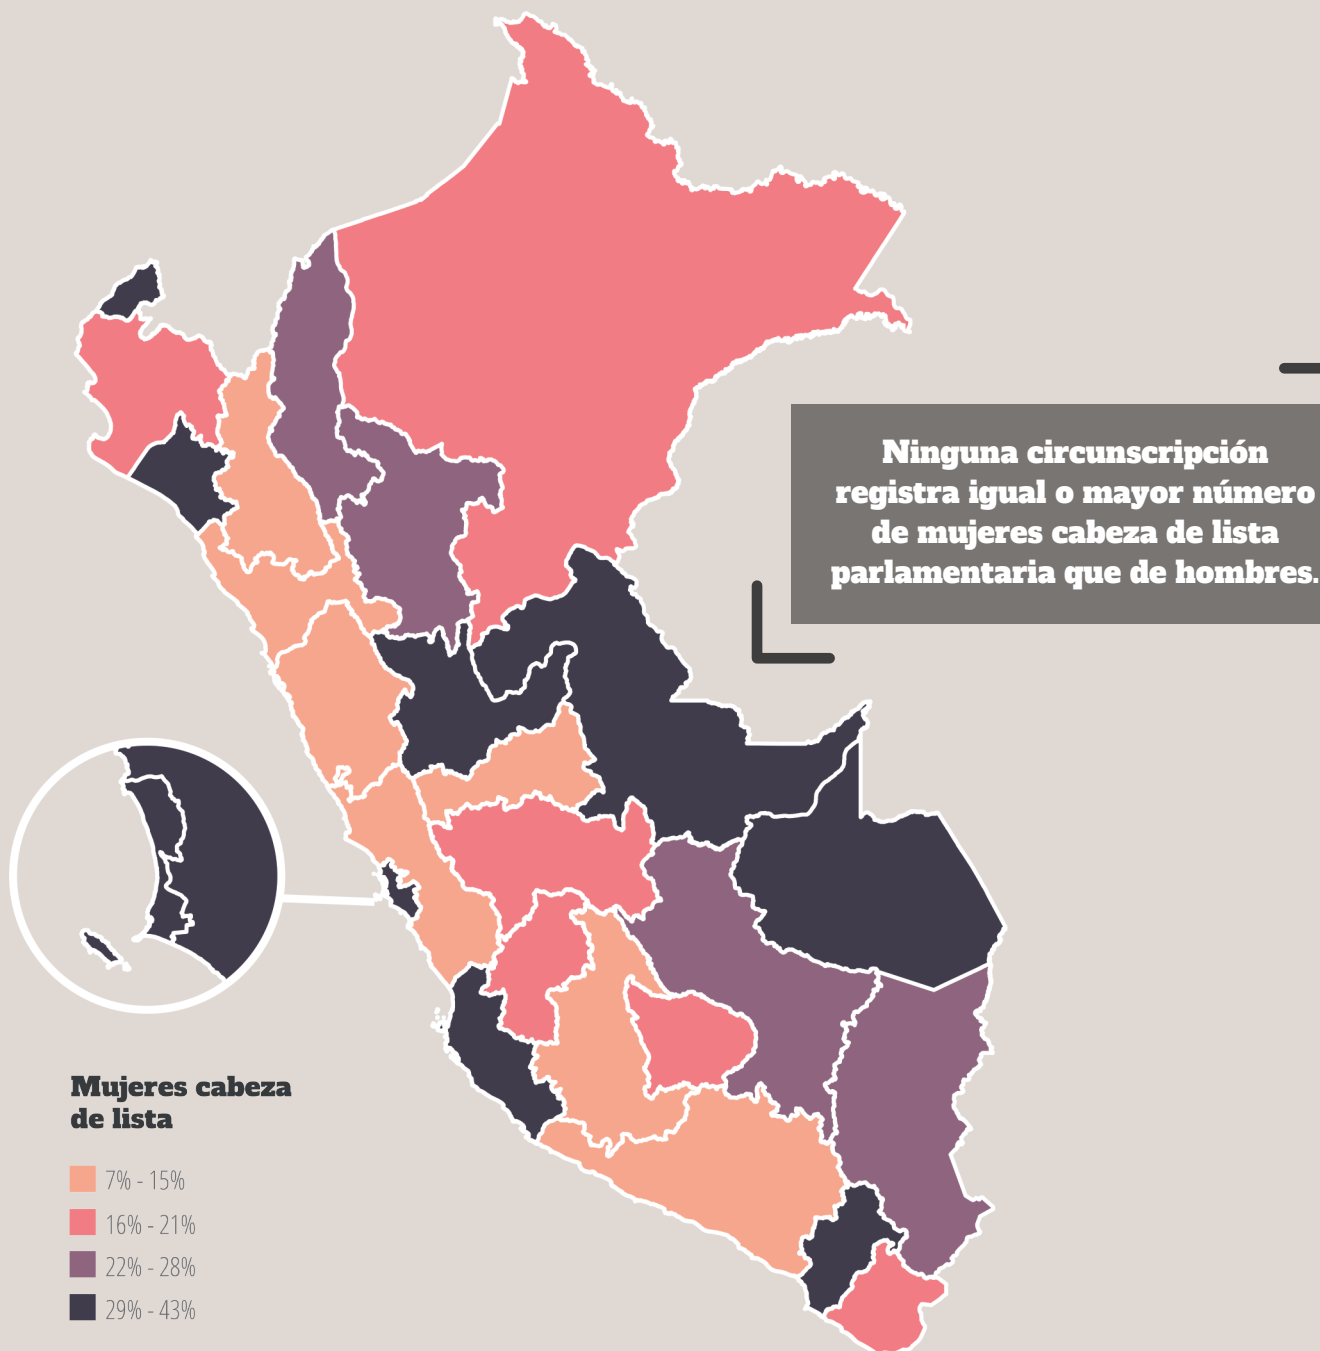 Ninguna circunscripción
registra igual o mayor número
de mujeres cabeza de lista
parlamentaria que de hombres.
Mujeres cabeza
de lista
7% - 15%
16% - 21%
22% - 28%
29% - 43%